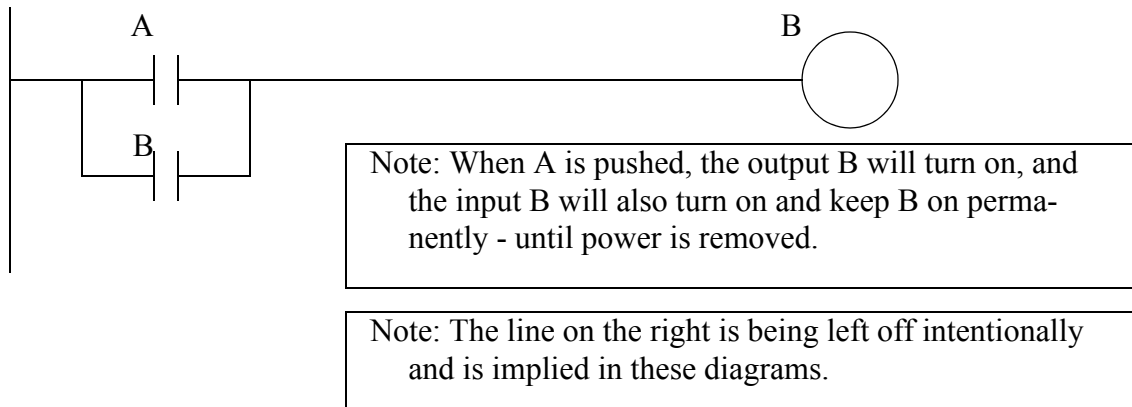 A
B
B
Note: When A is pushed, the output B will turn on, and
the input B will also turn on and keep B on perma-
nently - until power is removed.
Note: The line on the right is being left off intentionally
and is implied in these diagrams.